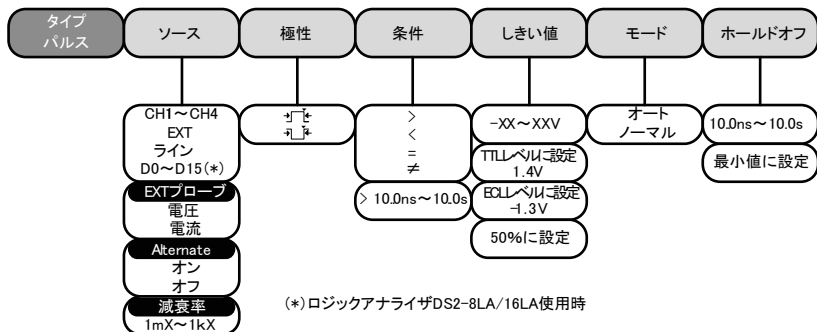 タイプ
パルス
ソース
極性
条件
しきい値
モード
ホールドオフ
CH1～CH4
EXT
ライン
D0～D15(*)
EXTプローブ
電圧
電流
Alternate
オン
オフ
減衰率
1mX～1kX
>
<
=
≠
> 10.0ns～10.0s
-XX～XXV
TTLレベルに設定
1.4V
ECLレベルに設定
-1.3V
50%に設定
オート
ノーマル
10.0ns～10.0s
最小値に設定
(*)ロジックアナライザDS2-8LA/16LA使用時